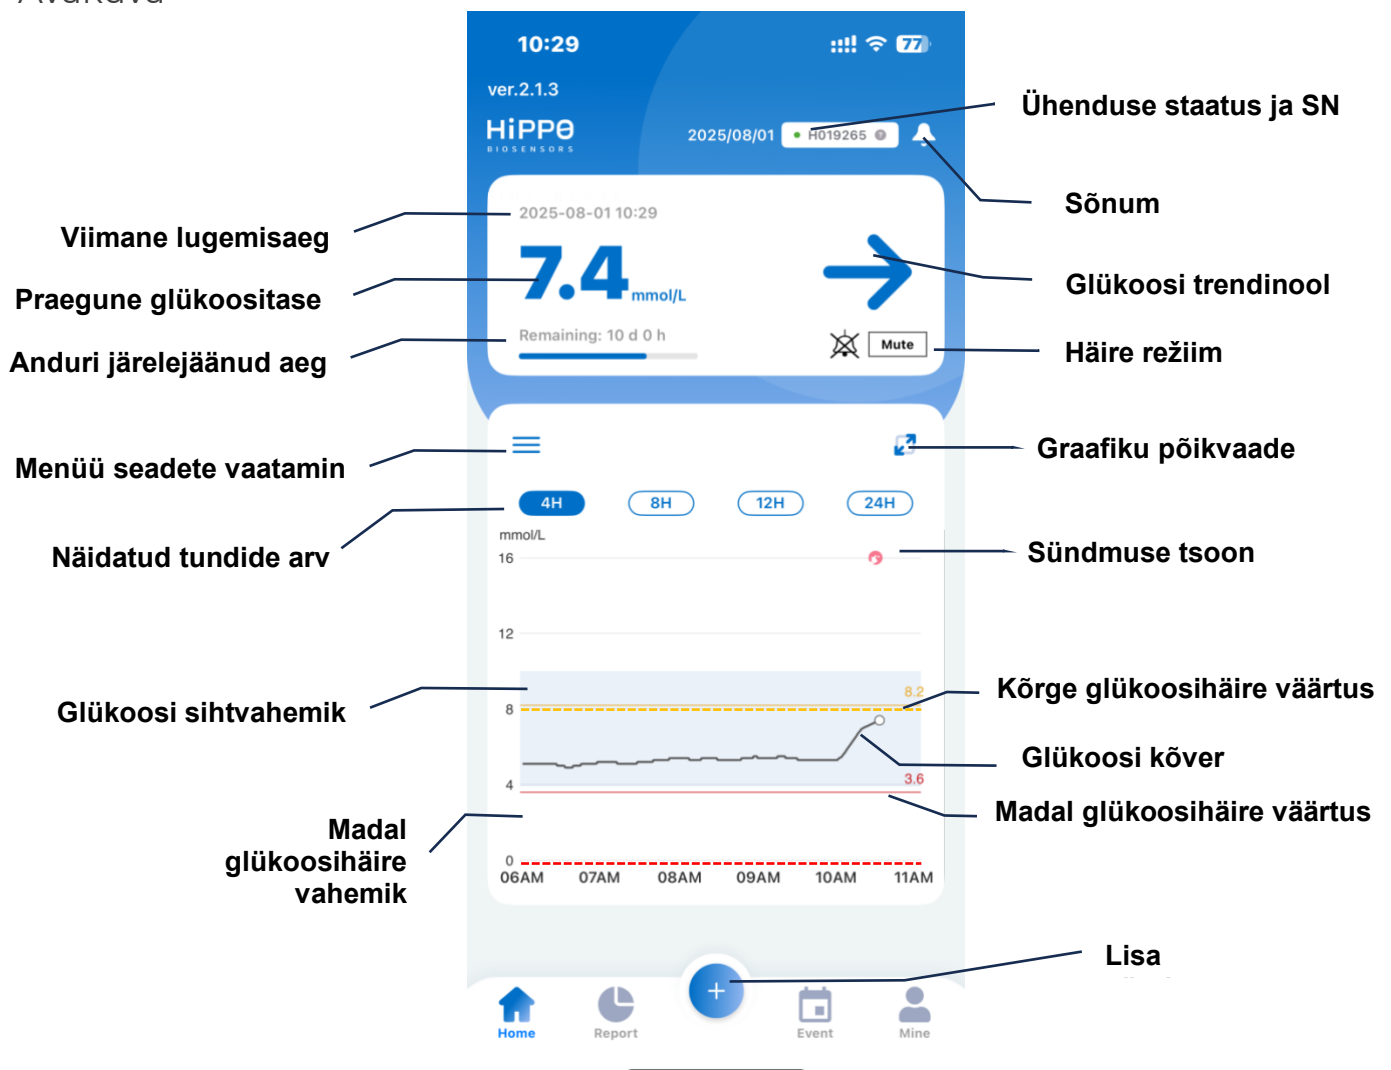 Avakuva
10:29
77
ver.2.1.3
Ühenduse staatus ja SN
HiPPO
BIOSENSORS
2025/08/01
H019265
Sõnum
2025-08-01 10:29
Viimane lugemisaeg
7.4 mmol/L
Glükoosi trendinool
Praegune glükoositase
Remaining: 10 d 0 h
Mute
Häire režiim
Anduri järelejäänud aeg
Graafiku põikvaade
Menüü seadete vaatamin
4H 8H 12H 24H
mmol/L
Näidatud tundide arv
Sündmuse tsoon
16
12
8.2
Kõrge glükoosihäire väärtus
Glükoosi sihtvahemik
8
Glükoosi kõver
3.6
4
Madal glükoosihäire väärtus
Madal
glükoosihäire
vahemik
0
06AM 07AM 08AM 09AM 10AM 11AM
Lisa
+
Home Report Event Mine